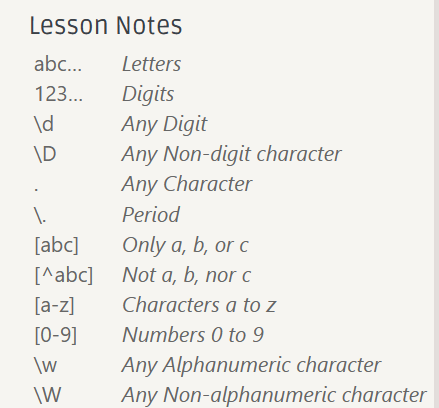 Lesson Notes
abc… Letters
123… Digits
\d Any Digit
\D Any Non-digit character
. Any Character
\. Period
[abc] Only a, b, or c
[^abc] Not a, b, nor c
[a-z] Characters a to z
[0-9] Numbers 0 to 9
\w Any Alphanumeric character
\W Any Non-alphanumeric character